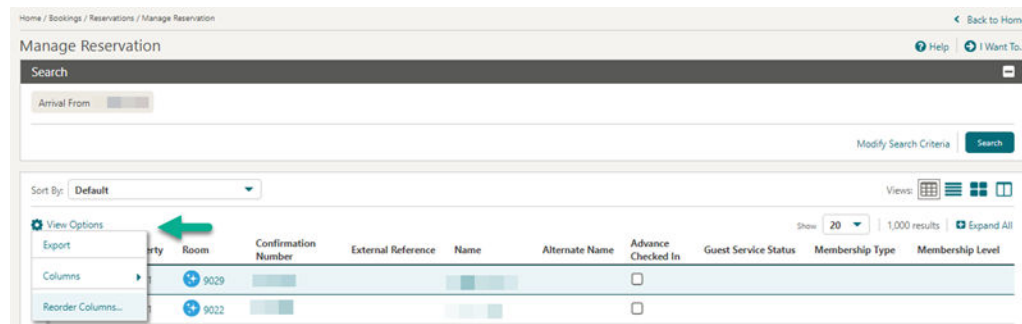 Home / Bookings / Reservations / Manage Reservation
Back to Hom
Manage Reservation
Help
I Want To.
Search
Arrival From
Modify Search Criteria
Search
Sort By: Default
Views:
View Options
Show 20
1,000 results
Expand All
Export
Columns
Reorder Columns...
erty
Room
Confirmation Number
External Reference
Name
Alternate Name
Advance Checked In
Guest Service Status
Membership Type
Membership Level
1
9029
1
9022